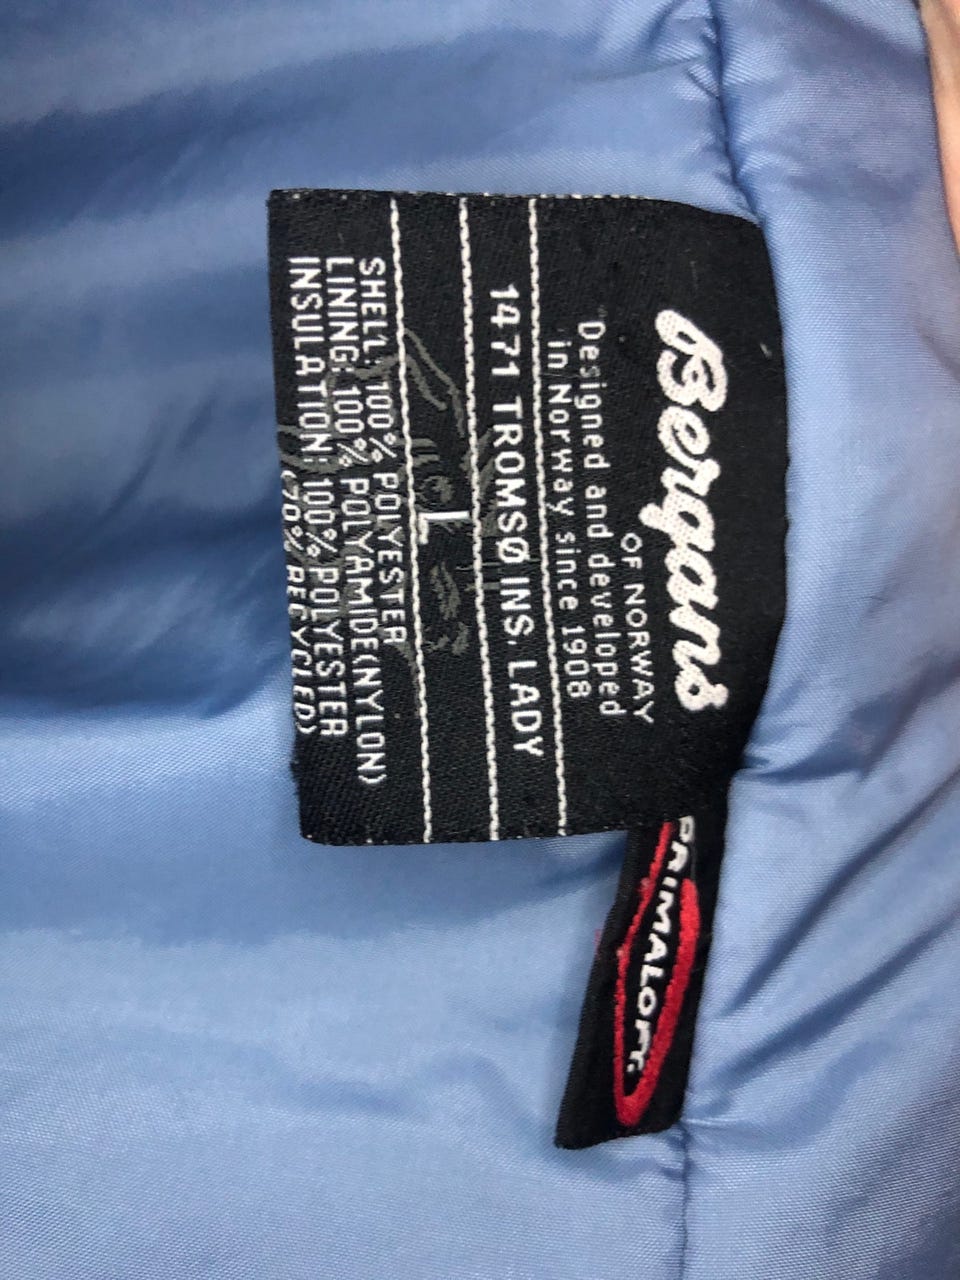 Bergans
OF NORWAY
Designed and developed
in Norway since 1908
1471 TROMSØ INS. LADY
L
SHELL: 100% POLYESTER
LINING: 100% POLYAMIDE(NYLON)
INSULATION: 100% POLYESTER
(70% RECYCLED)
PRIMALOFT